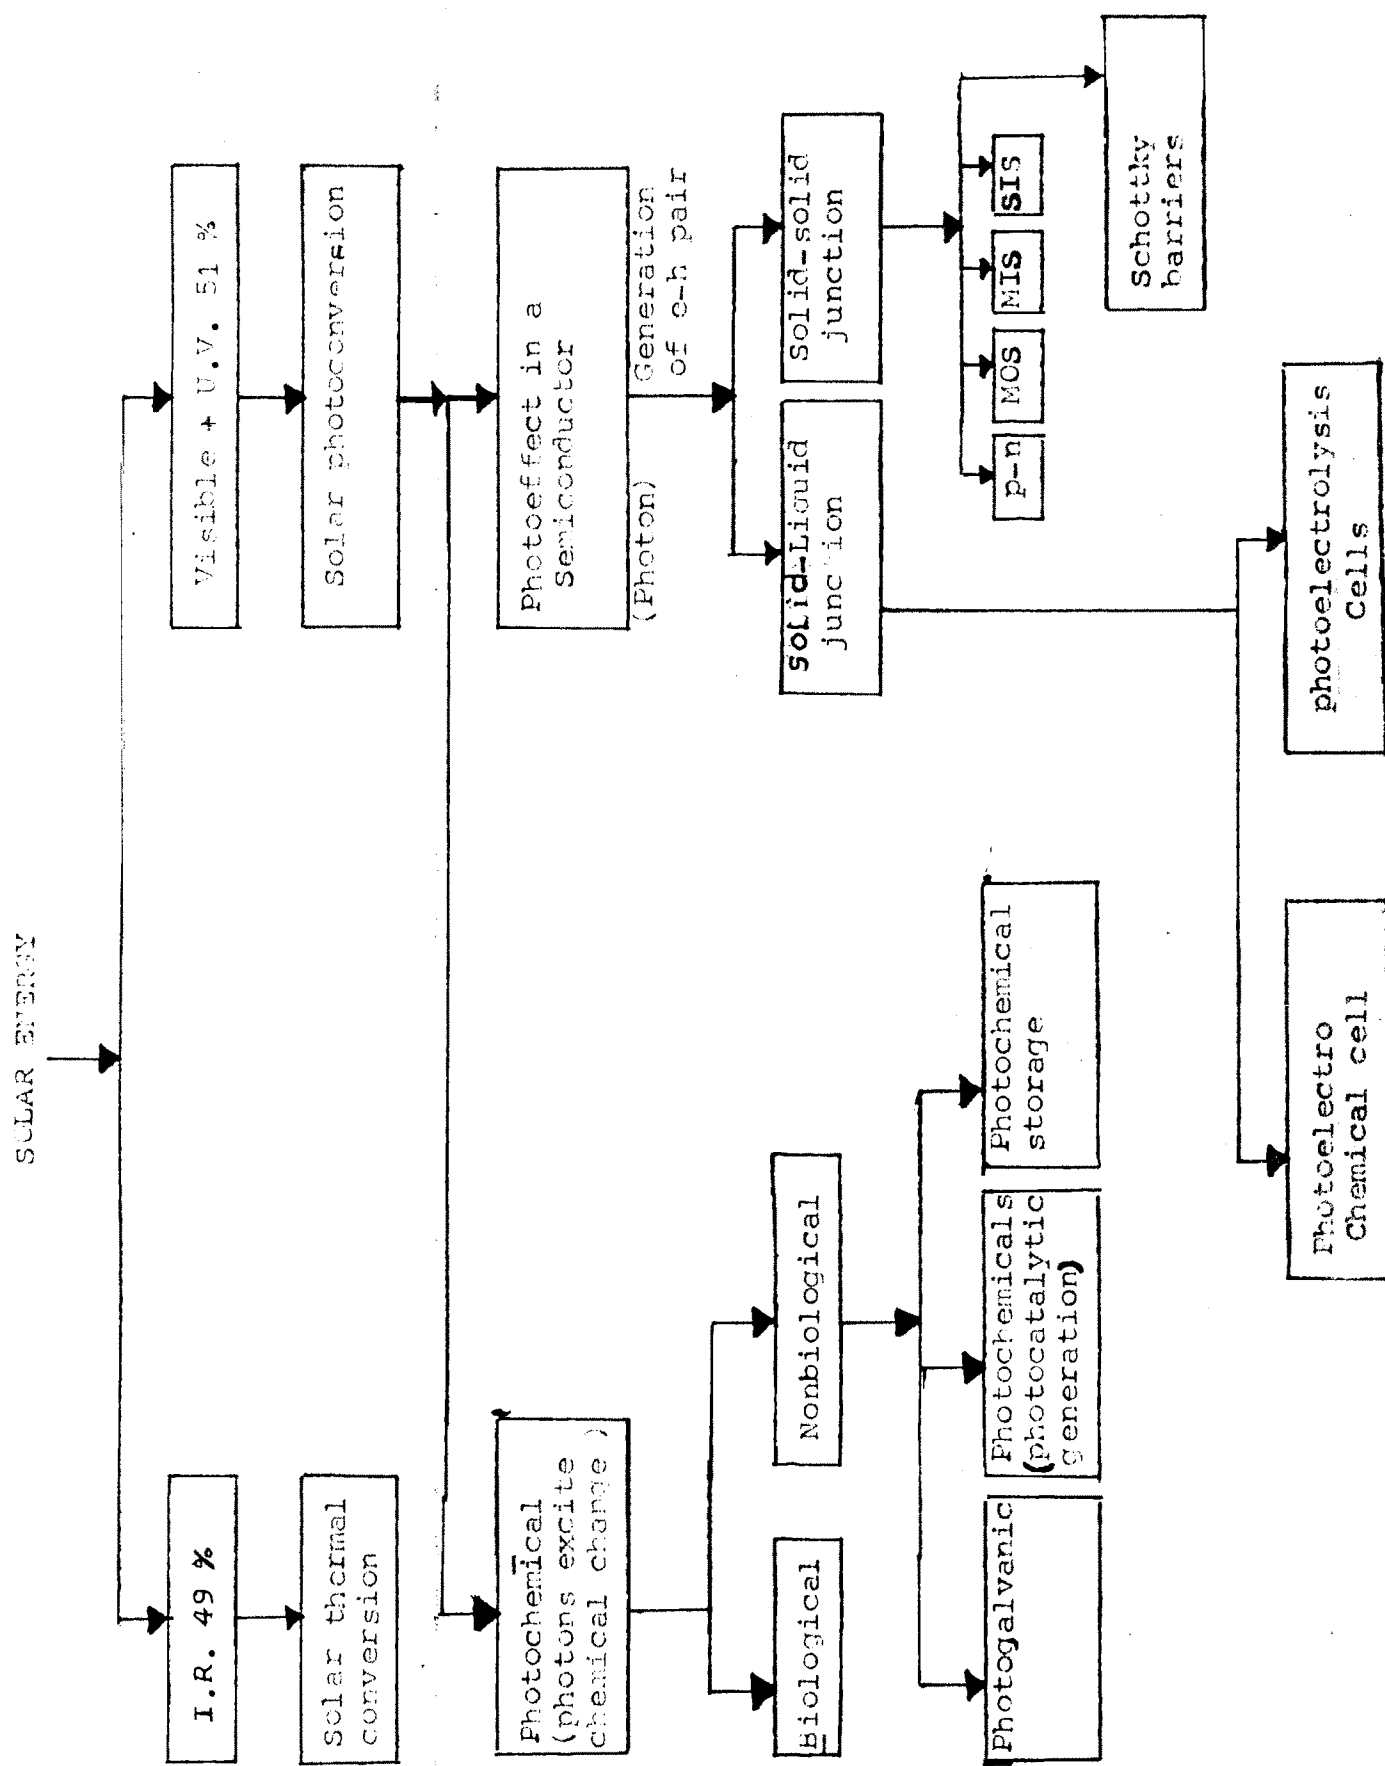 SOLAR ENERGY
I.R. 49 %
Visible + U.V. 51 %
Solar thermal
conversion
Solar photoconversion
Photochemical
(photons excite
chemical change)
Photoeffect in a
Semiconductor
(Photon)
Generation
of e-h pair
Biological
Nonbiological
Solid-Liquid
junction
Solid-solid
junction
Photogalvanic
Photochemicals
(photocatalytic
generation)
Photochemical
storage
p-n
MOS
MIS
SIS
Schottky
barriers
Photoelectro
Chemical cell
photoelectrolysis
Cells